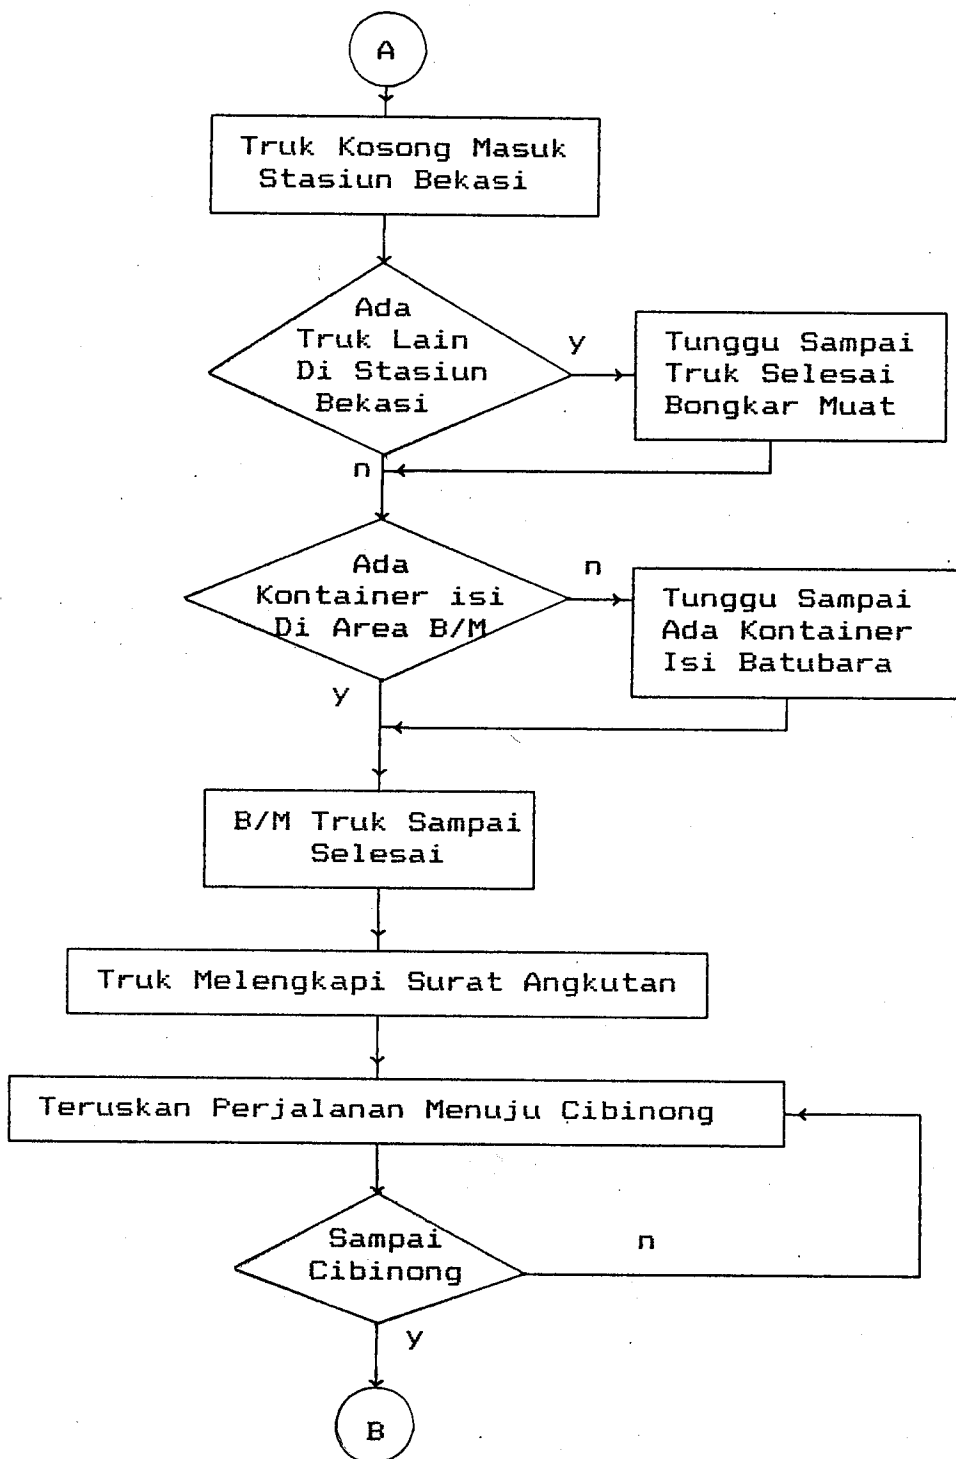 A
Truk Kosong Masuk
Stasiun Bekasi
Ada
Truk Lain
Di Stasiun
Bekasi
y
Tunggu Sampai
Truk Selesai
Bongkar Muat
n
Ada
Kontainer isi
Di Area B/M
n
Tunggu Sampai
Ada Kontainer
Isi Batubara
y
B/M Truk Sampai
Selesai
Truk Melengkapi Surat Angkutan
Teruskan Perjalanan Menuju Cibinong
Sampai
Cibinong
n
y
B